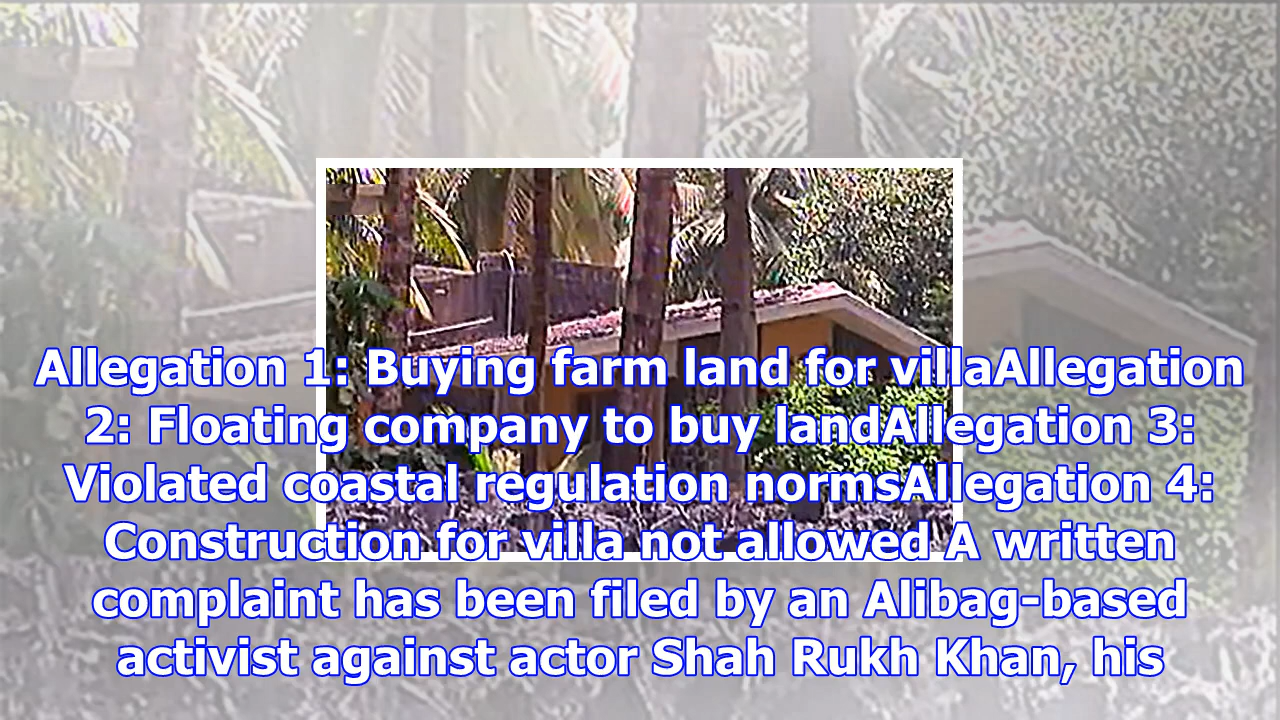 Allegation 1: Buying farm land for villaAllegation
2: Floating company to buy landAllegation 3:
Violated coastal regulation normsAllegation 4:
Construction for villa not allowed A written
complaint has been filed by an Alibag-based
activist against actor Shah Rukh Khan, his